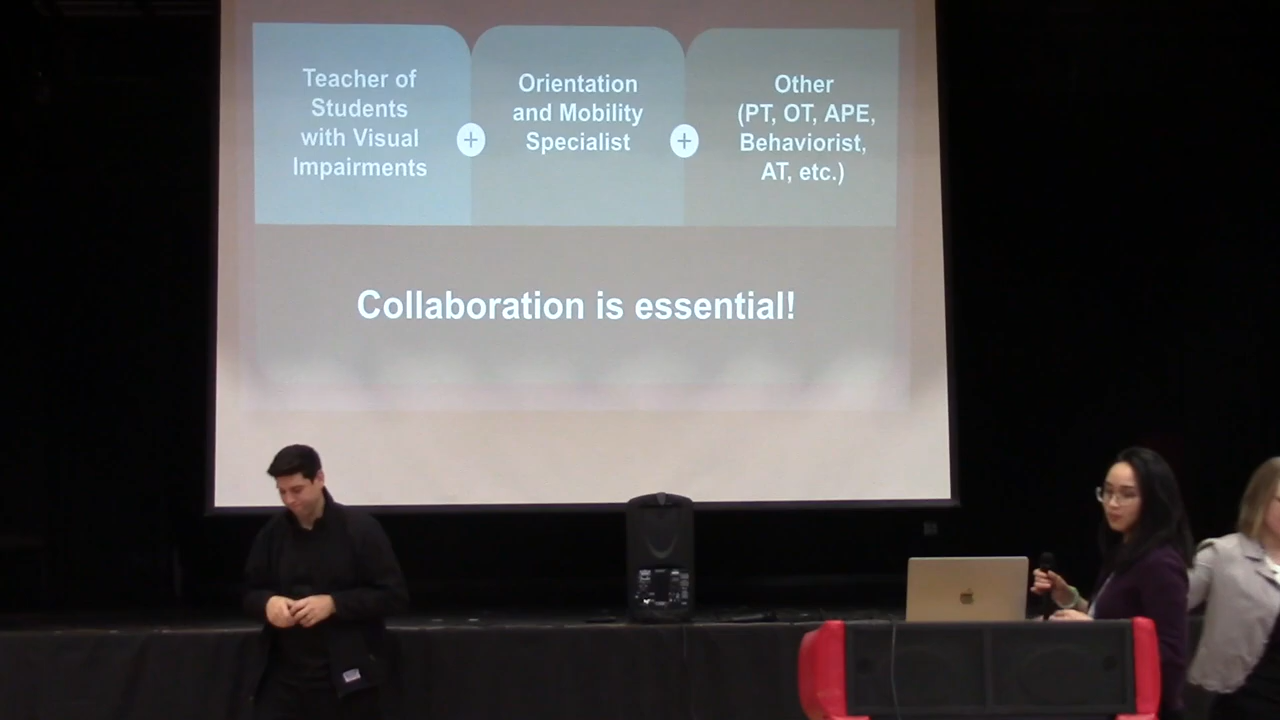 Teacher of
Students
with Visual
Impairments
+
Orientation
and Mobility
Specialist
+
Other
(PT, OT, APE,
Behaviorist,
AT, etc.)
Collaboration is essential!